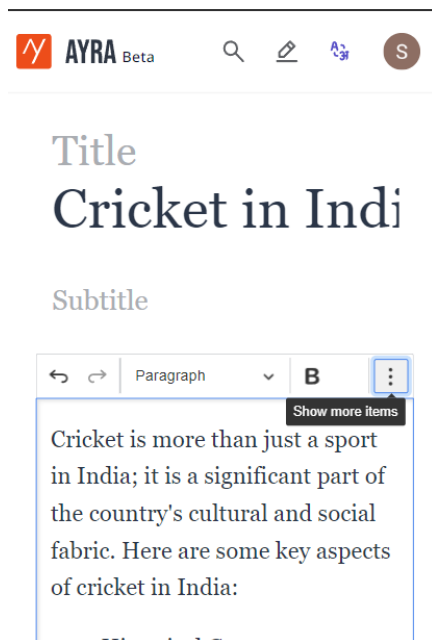 AYRA Beta
S
Title
Cricket in Indi
Subtitle
Paragraph
B
Show more items
Cricket is more than just a sport
in India; it is a significant part of
the country's cultural and social
fabric. Here are some key aspects
of cricket in India: